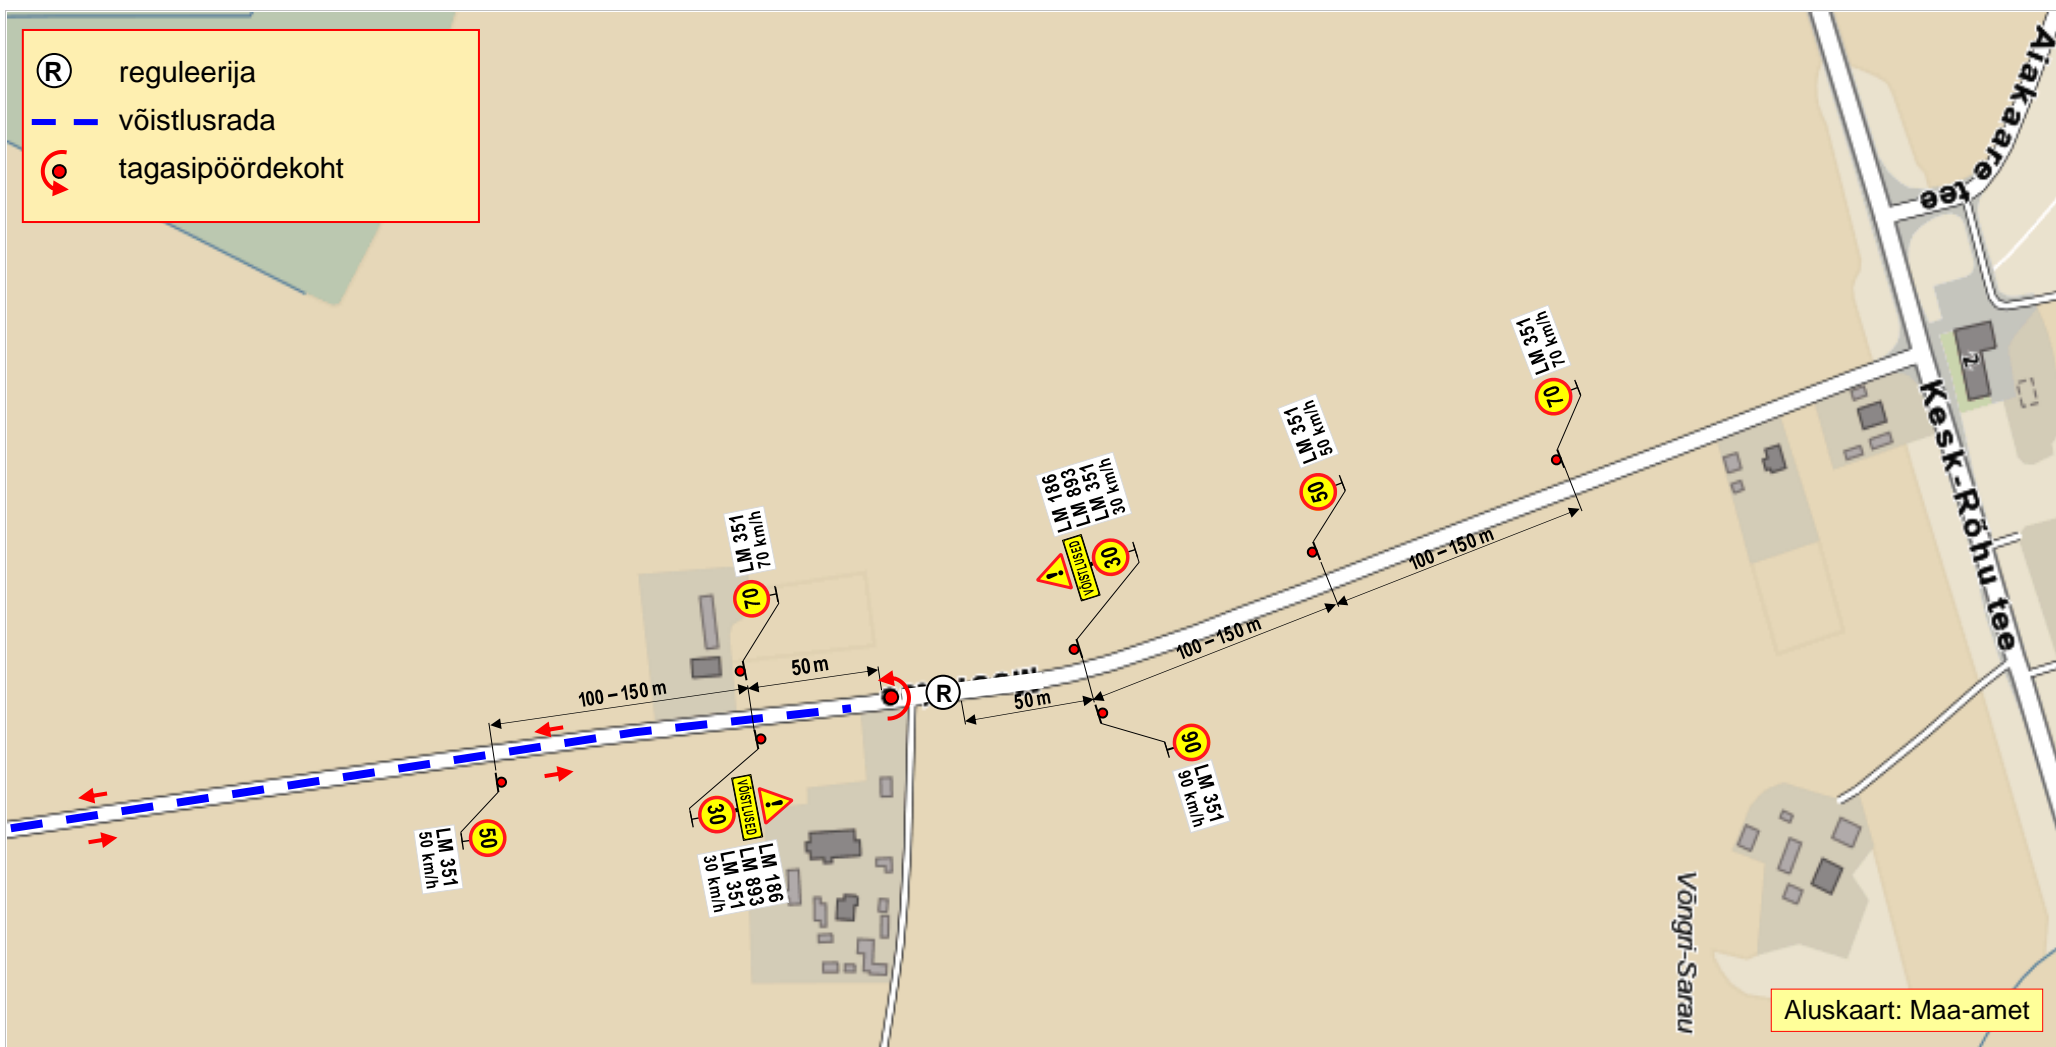 R reguleerija
võistlusrada
tagasipöördekoht
Aiakaare tee
2
Kesk-Rõhu tee
LM 351
70 km/h
70
LM 351
50 km/h
50
100 – 150 m
LM 186
LM 893
LM 351
30 km/h
VÕISTLUSED
30
100 – 150 m
LM 351
70 km/h
70
50 m
100 – 150 m
R
50 m
90
LM 351
90 km/h
50
LM 351
50 km/h
30
VÕISTLUSED
LM 186
LM 893
LM 351
30 km/h
Võngri-Sarau
Aluskaart: Maa-amet